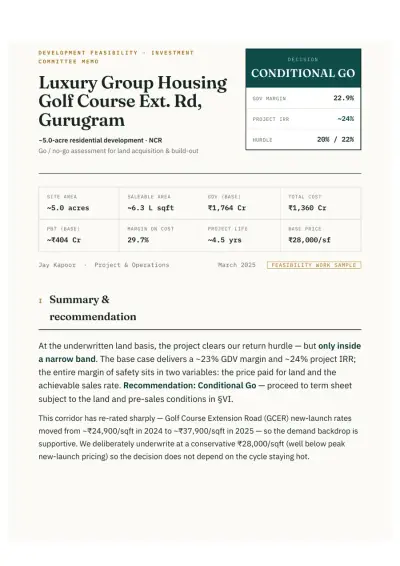 DEVELOPMENT FEASIBILITY · INVESTMENT
COMMITTEE MEMO
Luxury Group Housing
Golf Course Ext. Rd,
Gurugram
~5.0-acre residential development · NCR
Go / no-go assessment for land acquisition & build-out
DECISION
CONDITIONAL GO
GDV MARGIN 22.9%
PROJECT IRR ~24%
HURDLE 20% / 22%
SITE AREA SALEABLE AREA GDV (BASE) TOTAL COST
~5.0 acres ~6.3 L sqft ₹1,764 Cr ₹1,360 Cr
PBT (BASE) MARGIN ON COST PROJECT LIFE BASE PRICE
~₹404 Cr 29.7% ~4.5 yrs ₹28,000/sf
Jay Kapoor · Project & Operations March 2025 FEASIBILITY WORK SAMPLE
I Summary &
recommendation
At the underwritten land basis, the project clears our return hurdle — but only inside
a narrow band. The base case delivers a ~23% GDV margin and ~24% project IRR;
the entire margin of safety sits in two variables: the price paid for land and the
achievable sales rate. Recommendation: Conditional Go — proceed to term sheet
subject to the land and pre-sales conditions in §VI.
This corridor has re-rated sharply — Golf Course Extension Road (GCER) new-launch rates
moved from ~₹24,900/sqft in 2024 to ~₹37,900/sqft in 2025 — so the demand backdrop is
supportive. We deliberately underwrite at a conservative ₹28,000/sqft (well below peak
new-launch pricing) so the decision does not depend on the cycle staying hot.